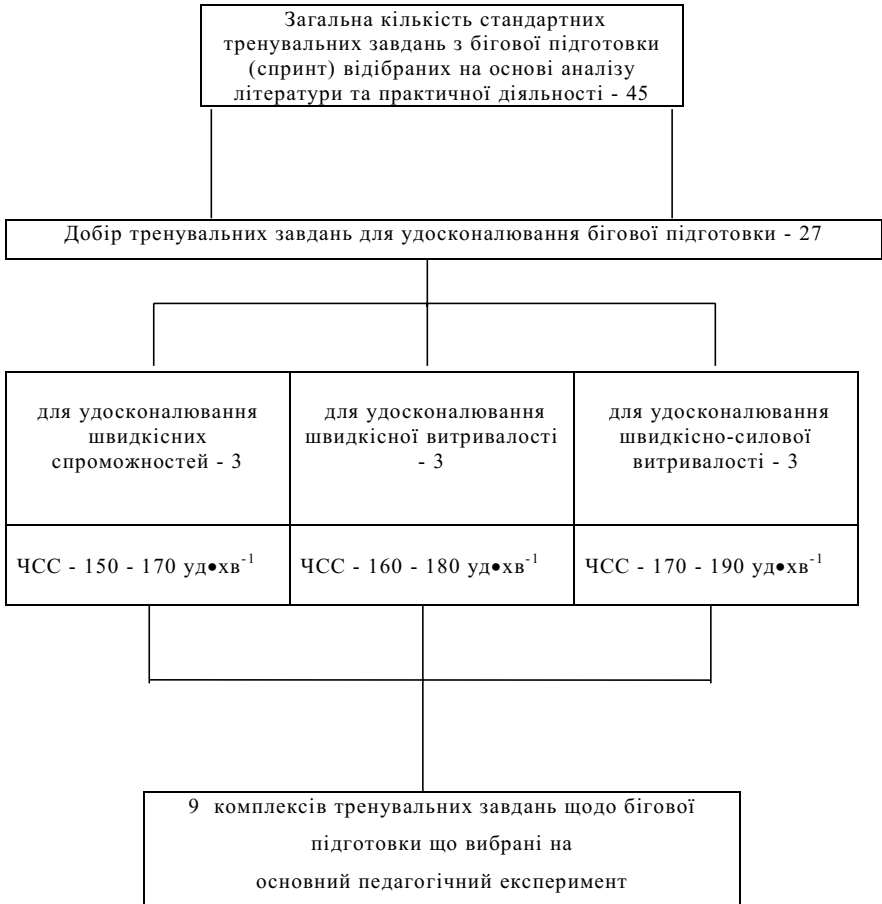 Загальна кількість стандартних
тренувальних завдань з бігової підготовки
(спринт) відібраних на основі аналізу
літератури та практичної діяльності - 45
Добір тренувальних завдань для удосконалювання бігової підготовки - 27
для удосконалювання
швидкісних
спроможностей - 3
для удосконалювання
швидкісної витривалості
- 3
для удосконалювання
швидкісно-силової
витривалості - 3
ЧСС - 150 - 170 уд•хв⁻¹
ЧСС - 160 - 180 уд•хв⁻¹
ЧСС - 170 - 190 уд•хв⁻¹
9 комплексів тренувальних завдань щодо бігової
підготовки що вибрані на
основний педагогічний експеримент